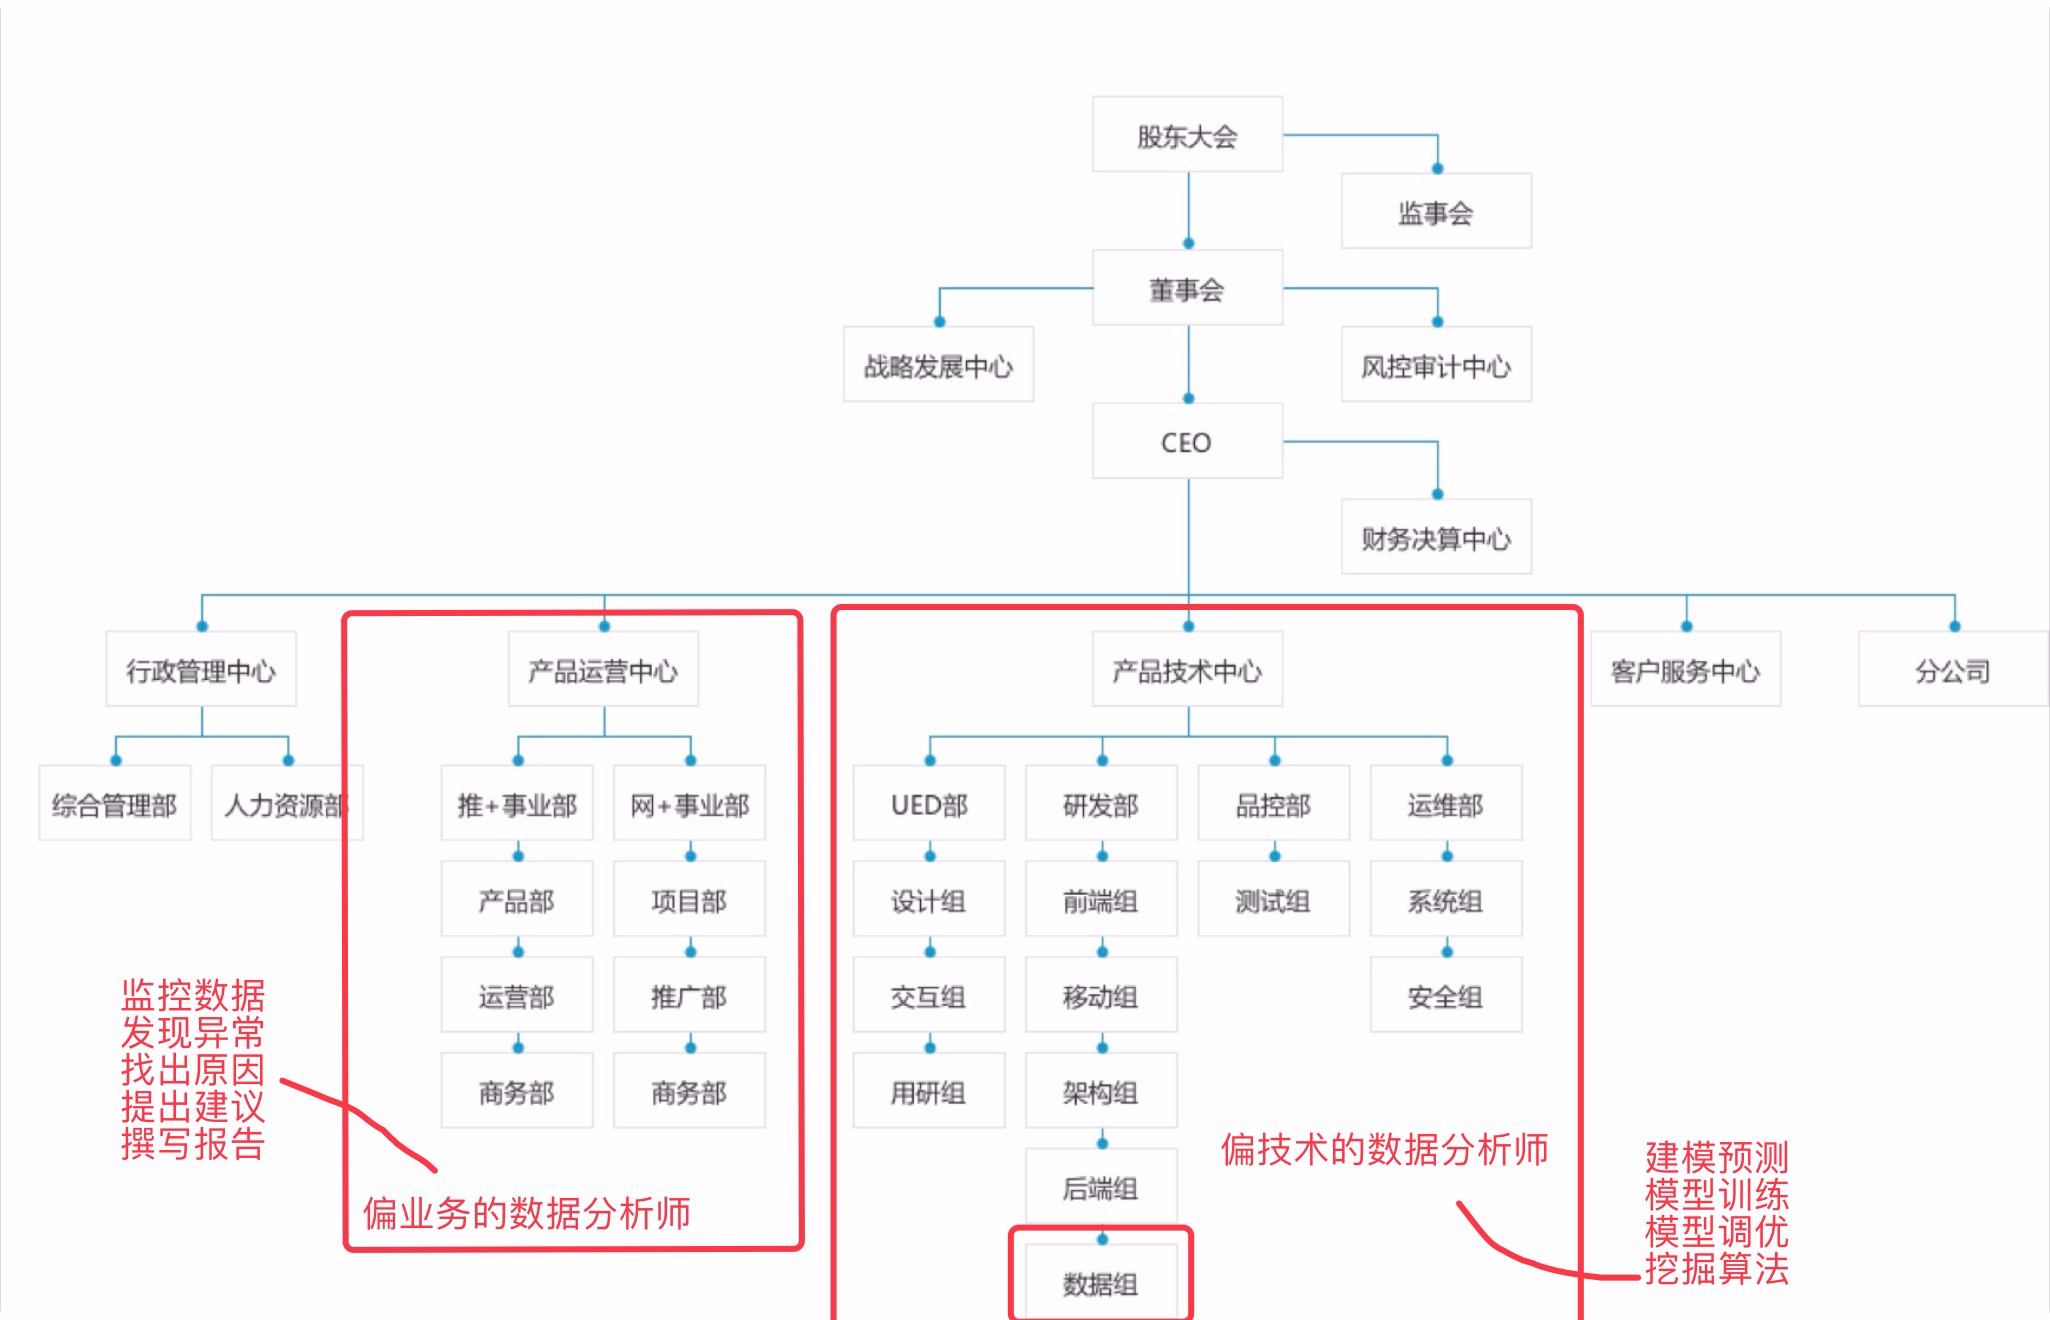 股东大会
监事会
董事会
战略发展中心
风控审计中心
CEO
财务决算中心
行政管理中心
产品运营中心
产品技术中心
客户服务中心
分公司
综合管理部
人力资源部
推+事业部
网+事业部
UED部
研发部
品控部
运维部
产品部
项目部
设计组
前端组
测试组
系统组
运营部
推广部
交互组
移动组
安全组
商务部
商务部
用研组
架构组
后端组
数据组
监控数据
发现异常
找出原因
提出建议
撰写报告
偏业务的数据分析师
偏技术的数据分析师
建模预测
模型训练
模型调优
挖掘算法